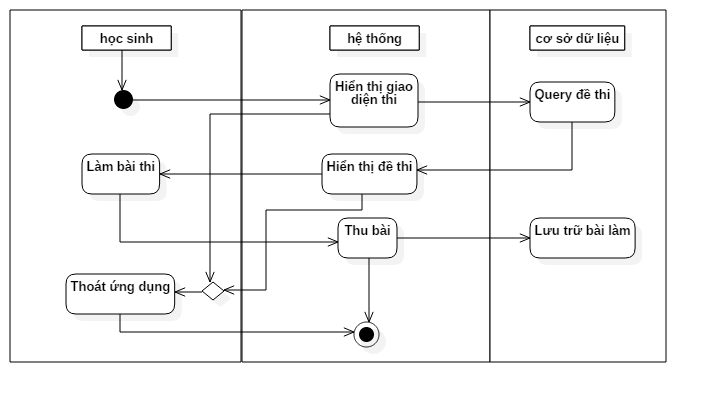 học sinh
hệ thống
cơ sở dữ liệu
Hiển thị giao
diện thi
Query đề thi
Làm bài thi
Hiển thị đề thi
Thu bài
Lưu trữ bài làm
Thoát ứng dụng